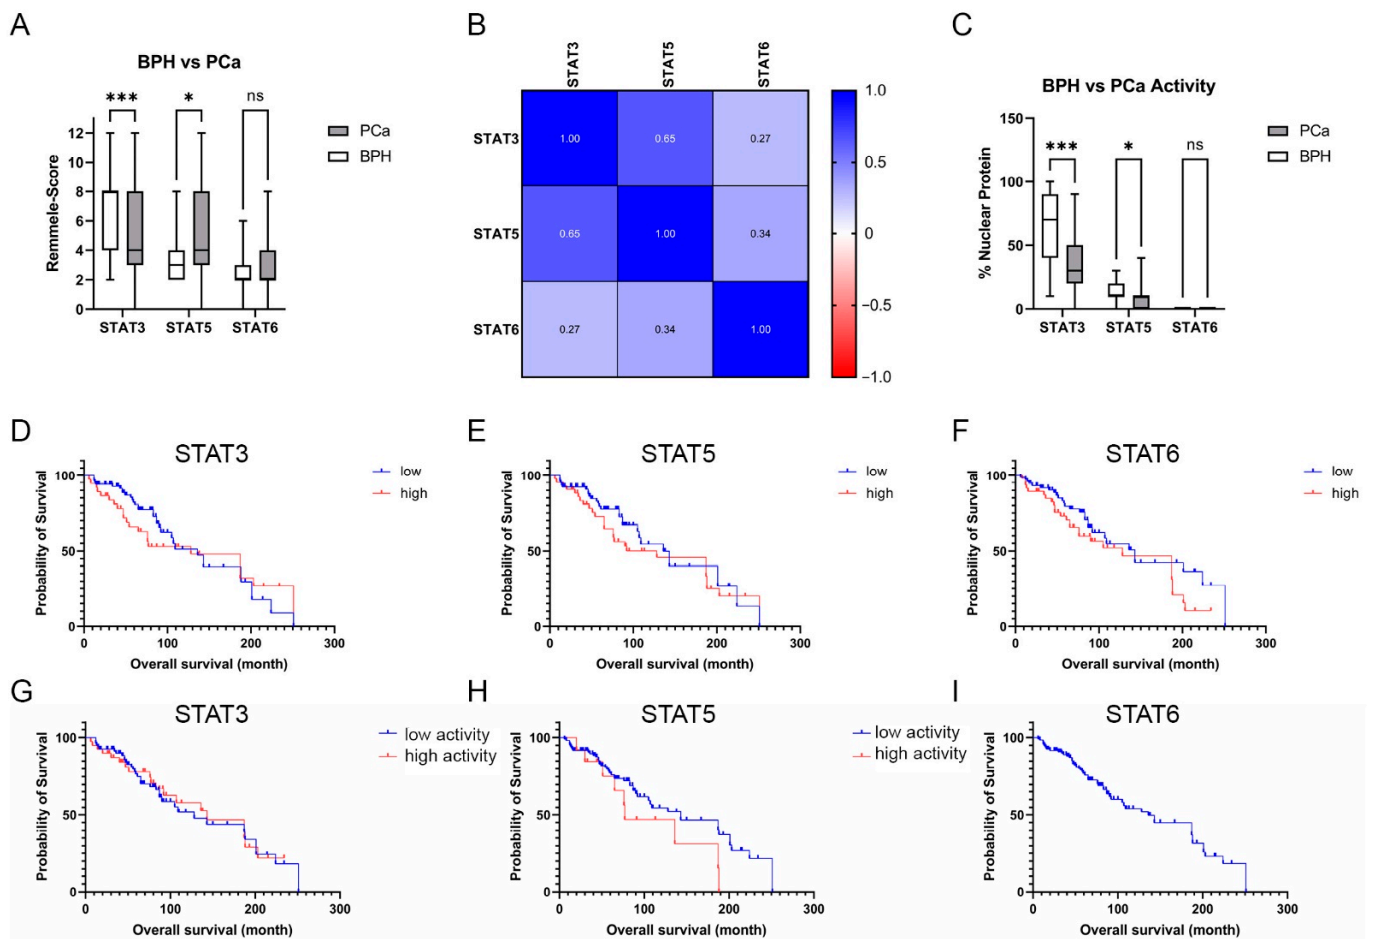 A
BPH vs PCa
*** * ns
Remmele-Score
12
10
8
6
4
2
0
STAT3 STAT5 STAT6
PCa
BPH
B
STAT3 STAT5 STAT6
STAT3 1.00 0.65 0.27
STAT5 0.65 1.00 0.34
STAT6 0.27 0.34 1.00
1.0
0.5
0
−0.5
−1.0
C
BPH vs PCa Activity
*** * ns
% Nuclear Protein
150
100
50
0
STAT3 STAT5 STAT6
PCa
BPH
D
STAT3
low
high
Probability of Survival
100
50
0
0 100 200 300
Overall survival (month)
E
STAT5
low
high
Probability of Survival
100
50
0
0 100 200 300
Overall survival (month)
F
STAT6
low
high
Probability of Survival
100
50
0
0 100 200 300
Overall survival (month)
G
STAT3
low activity
high activity
Probability of Survival
100
50
0
0 100 200 300
Overall survival (month)
H
STAT5
low activity
high activity
Probability of Survival
100
50
0
0 100 200 300
Overall survival (month)
I
STAT6
Probability of Survival
100
50
0
0 100 200 300
Overall survival (month)